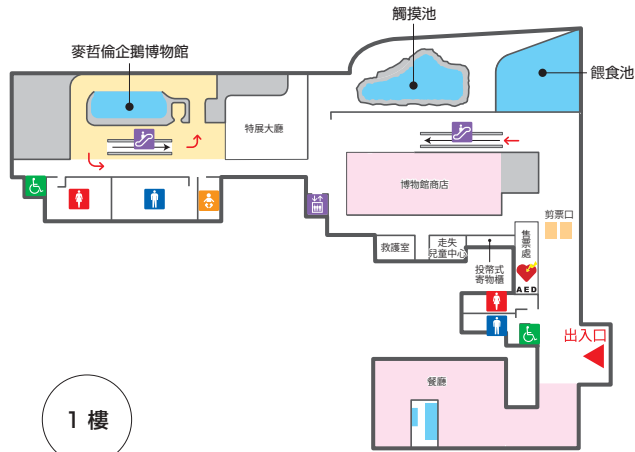 觸摸池
麥哲倫企鵝博物館
餵食池
特展大廳
博物館商店
剪票口
售票處
救護室
走失
兒童中心
投幣式
寄物櫃
AED
出入口
餐廳
1 樓